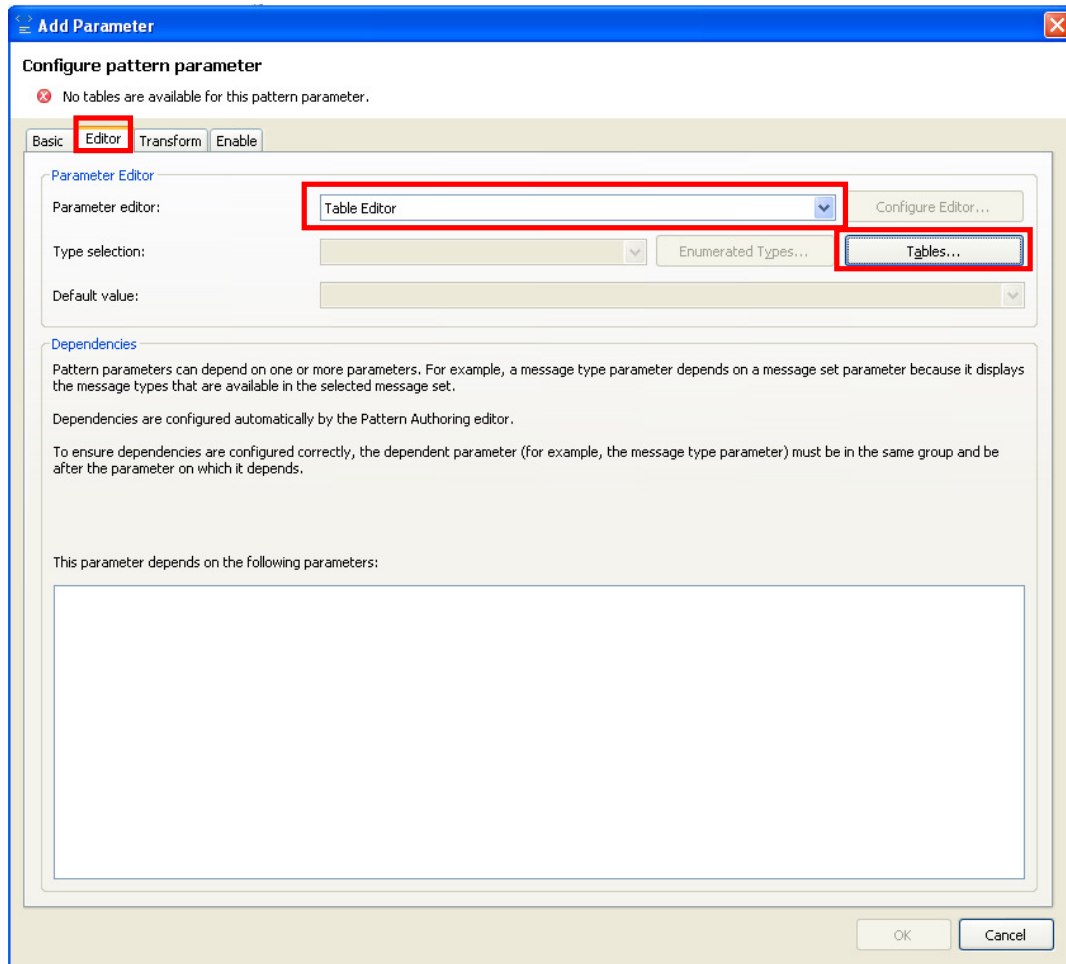 Add Parameter
Configure pattern parameter
No tables are available for this pattern parameter.
Basic Editor Transform Enable
Parameter Editor
Parameter editor: Table Editor Configure Editor...
Type selection: Enumerated Types... Tables...
Default value:
Dependencies
Pattern parameters can depend on one or more parameters. For example, a message type parameter depends on a message set parameter because it displays
the message types that are available in the selected message set.
Dependencies are configured automatically by the Pattern Authoring editor.
To ensure dependencies are configured correctly, the dependent parameter (for example, the message type parameter) must be in the same group and be
after the parameter on which it depends.
This parameter depends on the following parameters:
OK Cancel